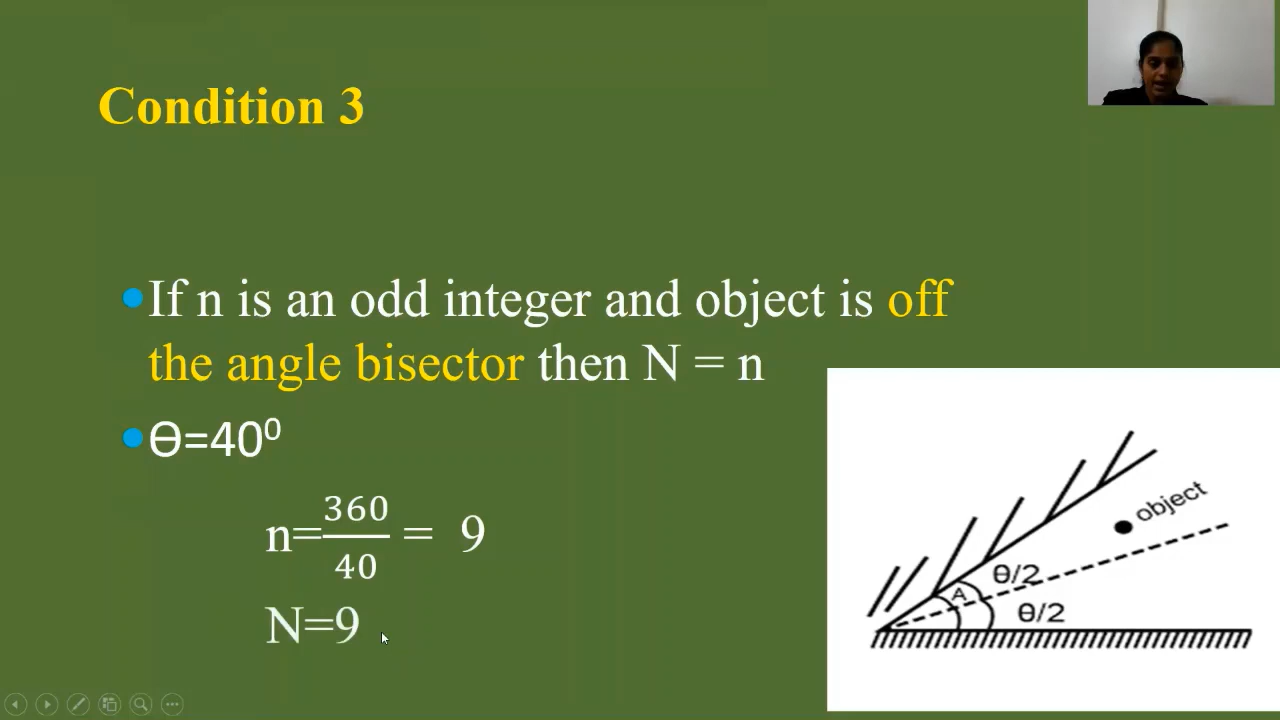 Condition 3
•If n is an odd integer and object is off
the angle bisector then N = n
•Ɵ=40⁰
n=360/40 = 9
N=9
object
θ/2
A
θ/2